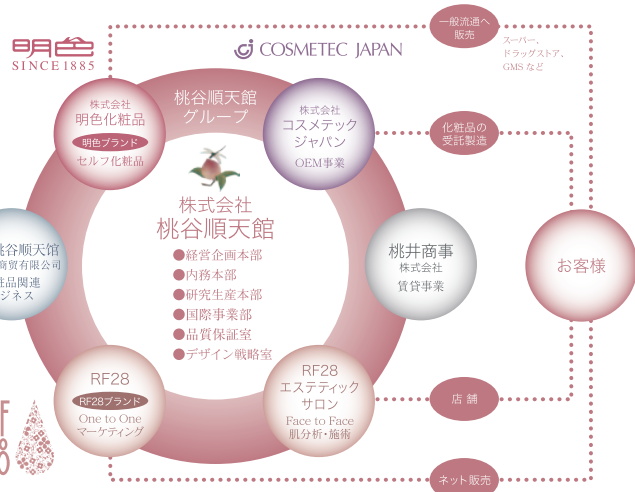 明色
SINCE 1885
COSMETEC JAPAN
一般流通へ
販売
スーパー、
ドラッグストア、
GMS など
桃谷順天館
グループ
株式会社
明色化粧品
明色ブランド
セルフ化粧品
株式会社
コスメテック
ジャパン
OEM事業
化粧品の
受託製造
株式会社
桃谷順天館
●経営企画本部
●内務本部
●研究生産本部
●国際事業部
●品質保証室
●デザイン戦略室
谷順天館
商貿有限公司
品関連
ジネス
桃井商事
株式会社
賃貸事業
お客様
RF28
RF28ブランド
One to One
マーケティング
RF28
エステティック
サロン
Face to Face
肌分析・施術
店 舗
ネット販売